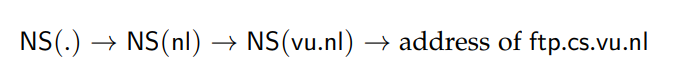 NS(.) → NS(nl) → NS(vu.nl) → address of ftp.cs.vu.nl